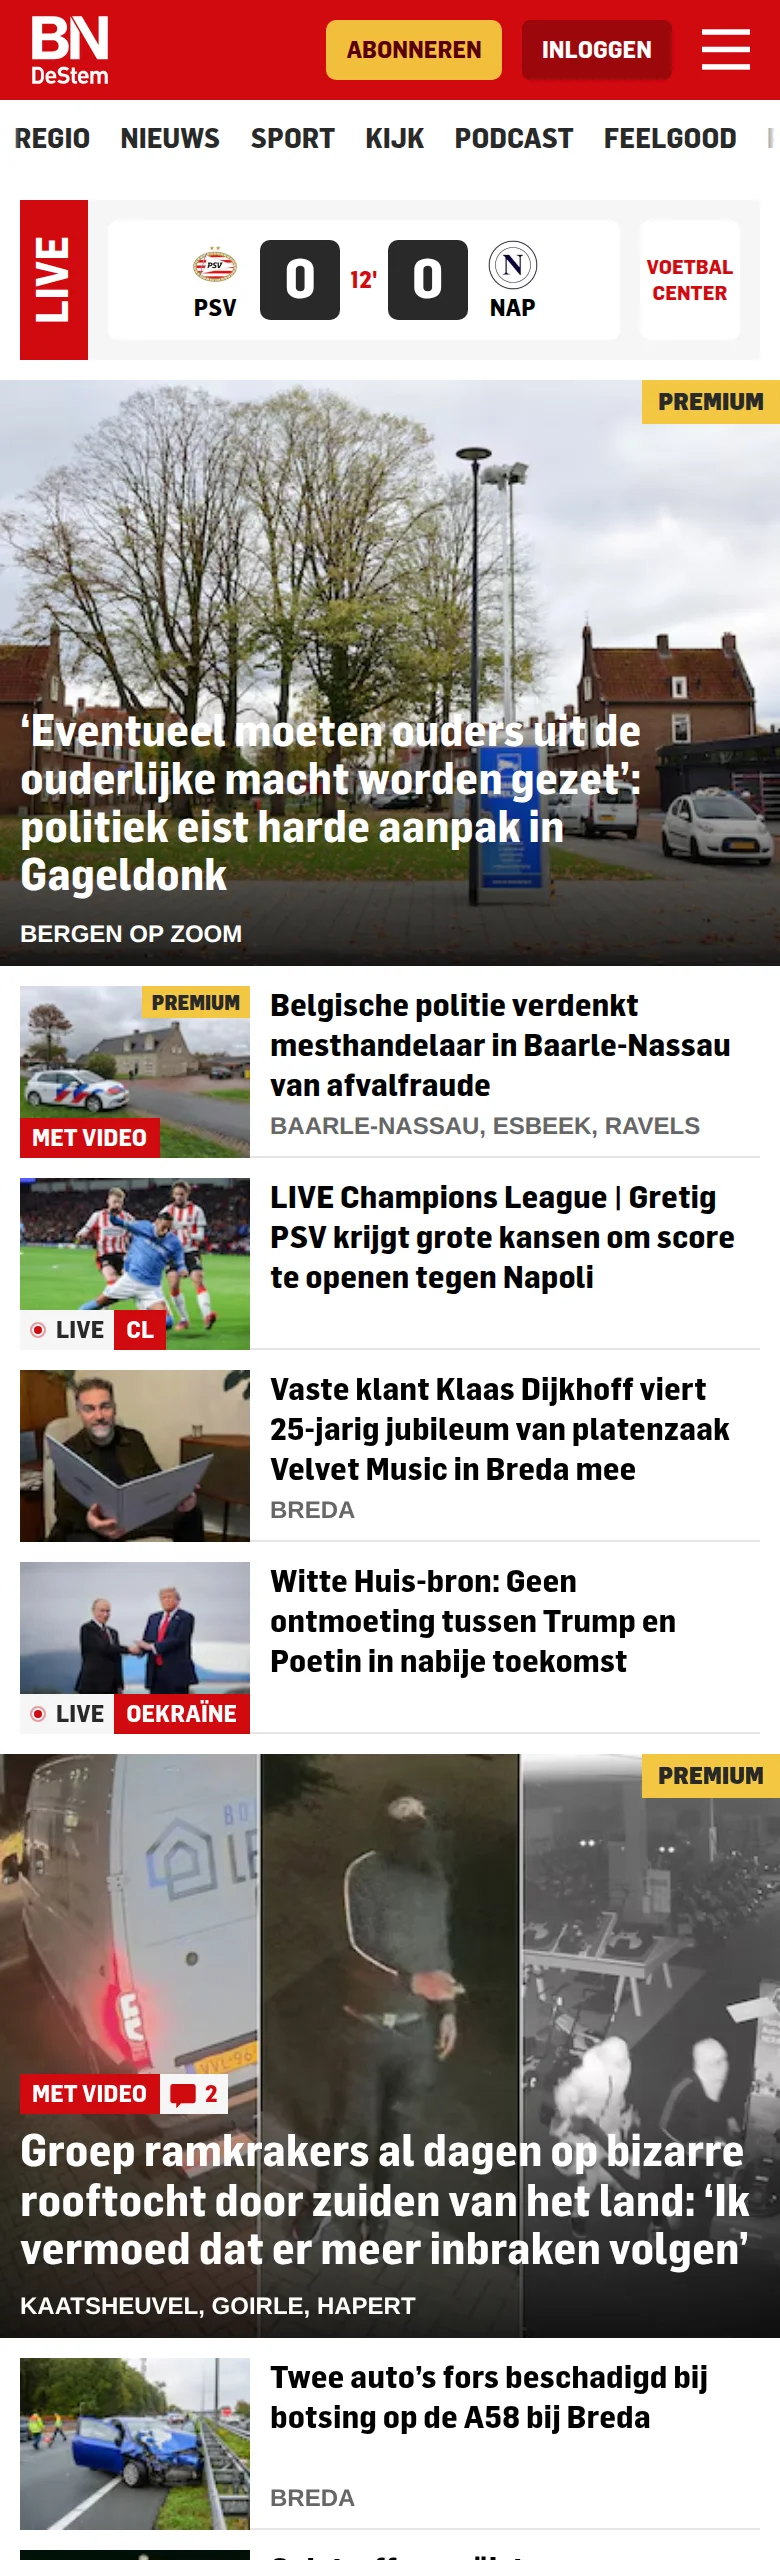 BN
DeStem
ABONNEREN
INLOGGEN
REGIO NIEUWS SPORT KIJK PODCAST FEELGOOD
LIVE
PSV
0
12'
0
N
NAP
VOETBAL
CENTER
PREMIUM
‘Eventueel moeten ouders uit de
ouderlijke macht worden gezet’:
politiek eist harde aanpak in
Gageldonk
BERGEN OP ZOOM
PREMIUM
MET VIDEO
Belgische politie verdenkt
mesthandelaar in Baarle-Nassau
van afvalfraude
BAARLE-NASSAU, ESBEEK, RAVELS
LIVE CL
LIVE Champions League | Gretig
PSV krijgt grote kansen om score
te openen tegen Napoli
Vaste klant Klaas Dijkhoff viert
25-jarig jubileum van platenzaak
Velvet Music in Breda mee
BREDA
LIVE OEKRAÏNE
Witte Huis-bron: Geen
ontmoeting tussen Trump en
Poetin in nabije toekomst
PREMIUM
VVL-96
MET VIDEO 2
Groep ramkrakers al dagen op bizarre
rooftocht door zuiden van het land: ‘Ik
vermoed dat er meer inbraken volgen’
KAATSHEUVEL, GOIRLE, HAPERT
Twee auto’s fors beschadigd bij
botsing op de A58 bij Breda
BREDA